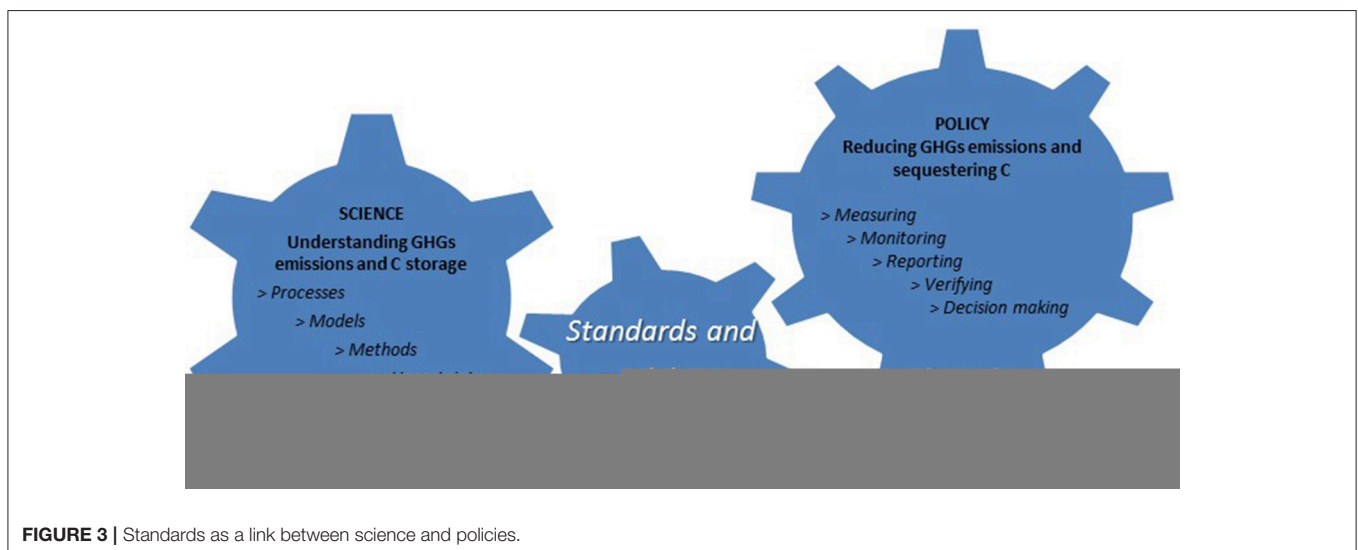 SCIENCE
Understanding GHGs
emissions and C storage
> Processes
> Models
> Methods
Standards and
POLICY
Reducing GHGs emissions and
sequestering C
> Measuring
> Monitoring
> Reporting
> Verifying
> Decision making
FIGURE 3 | Standards as a link between science and policies.